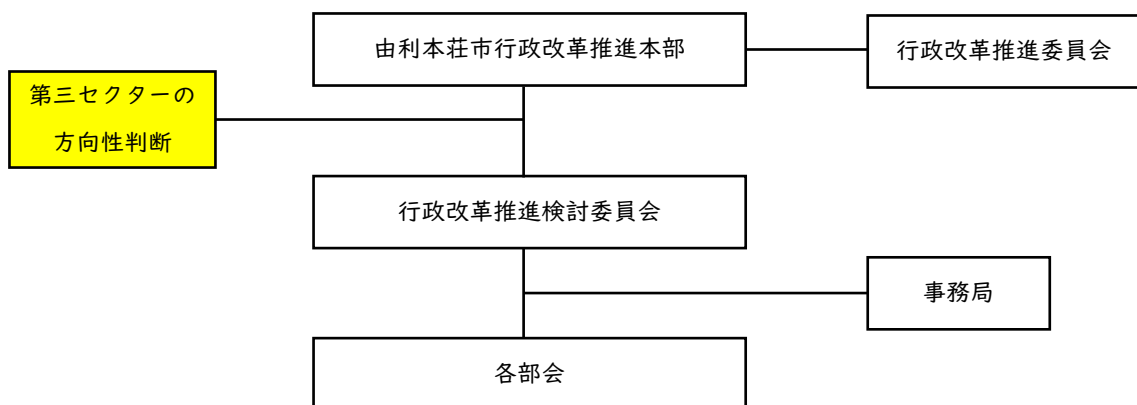 由利本荘市行政改革推進本部
行政改革推進委員会
第三セクターの
方向性判断
行政改革推進検討委員会
事務局
各部会